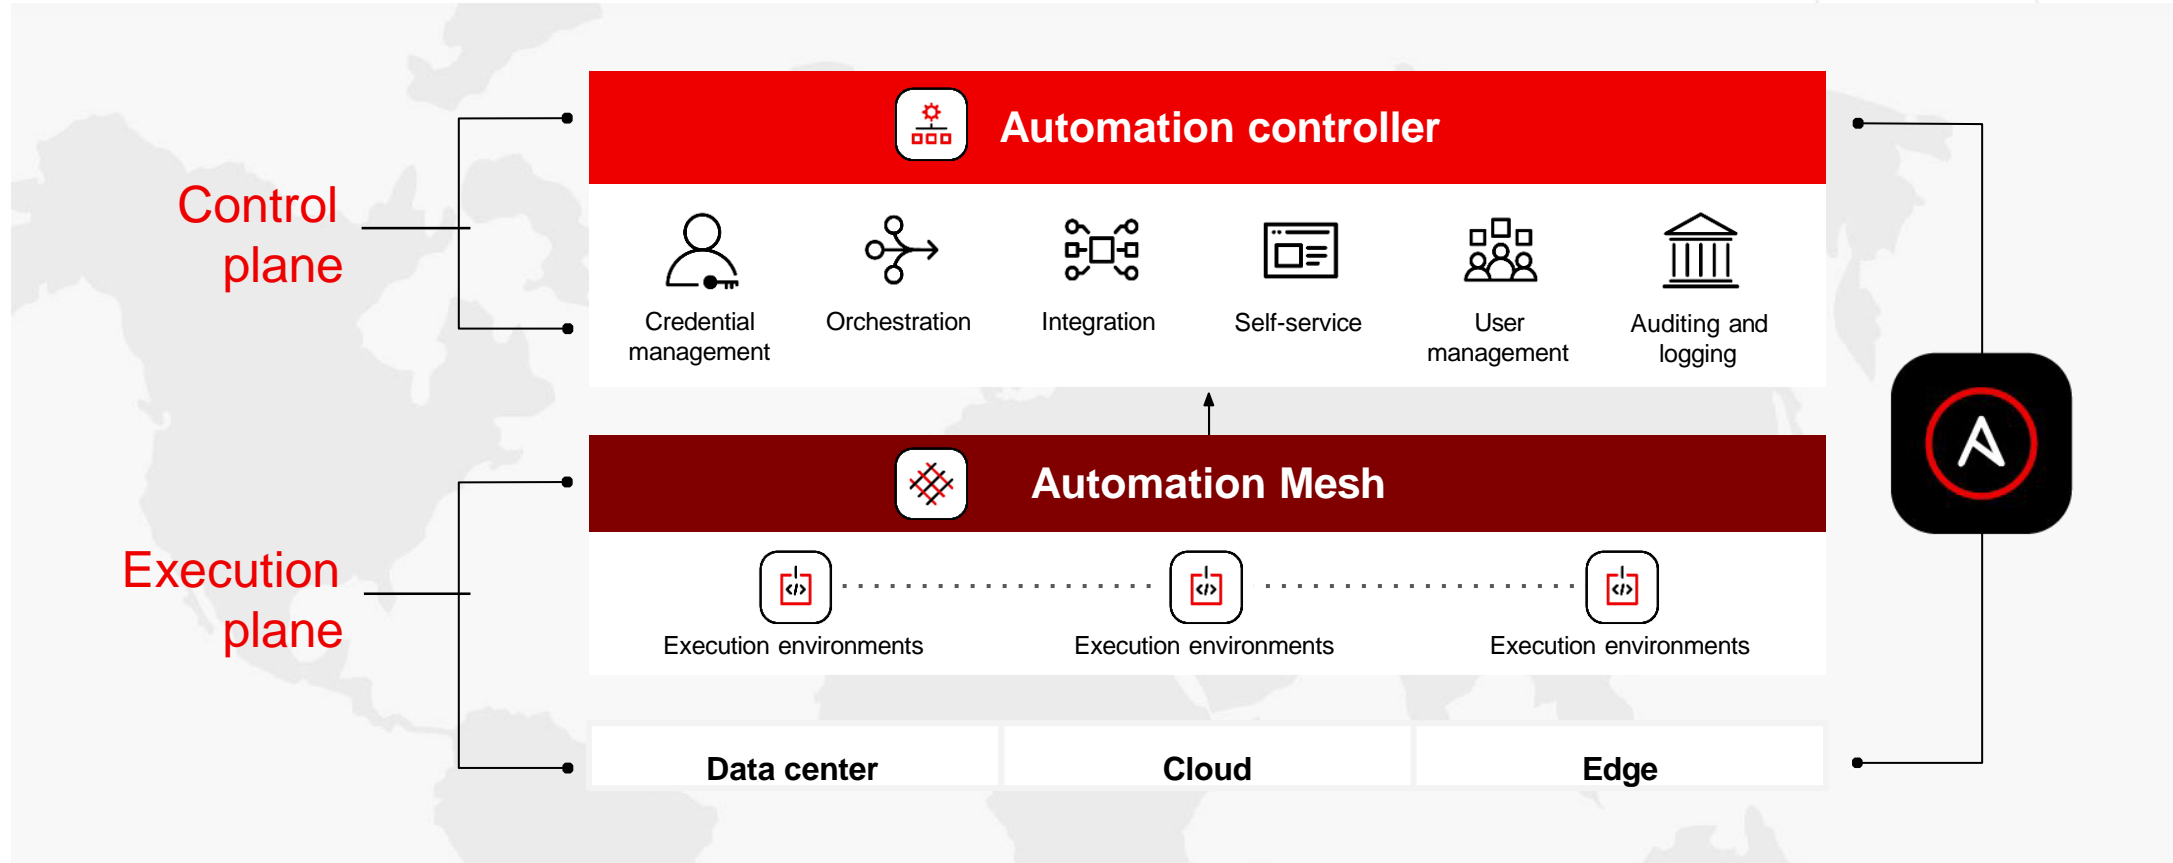 Automation controller
Control
plane
Credential
management
Orchestration
Integration
Self-service
User
management
Auditing and
logging
Automation Mesh
Execution
plane
Execution environments
Execution environments
Execution environments
Data center
Cloud
Edge